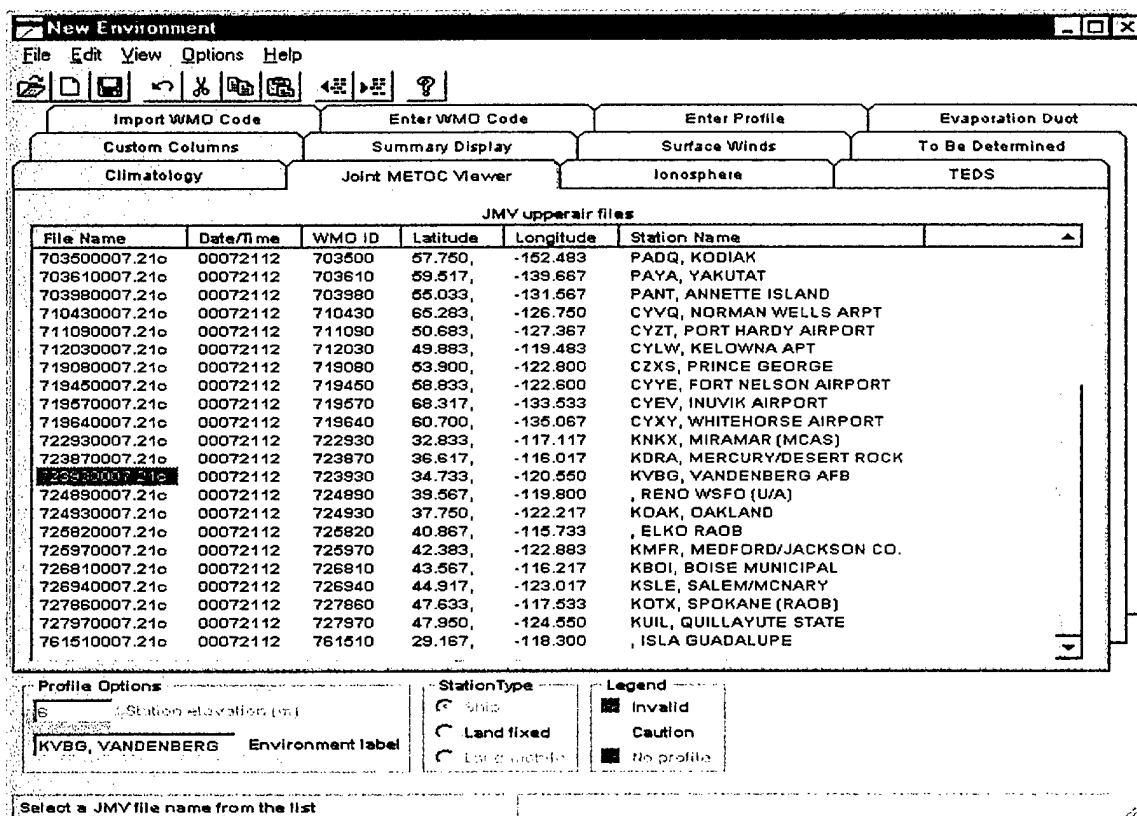 New Environment
File Edit View Options Help
Import WMO Code Enter WMO Code Enter Profile Evaporation Duct
Custom Columns Summary Display Surface Winds To Be Determined
Climatology Joint METOC Viewer Ionosphere TEDS
JMV upperair files
File Name Date/Time WMO ID Latitude Longitude Station Name
703500007.21c 00072112 703500 57.750, -152.483 PADQ, KODIAK
703610007.21c 00072112 703610 59.517, -139.667 PAYA, YAKUTAT
703980007.21c 00072112 703980 55.033, -131.567 PANT, ANNETTE ISLAND
710430007.21c 00072112 710430 65.283, -126.750 CYVQ, NORMAN WELLS ARPT
711090007.21c 00072112 711090 50.683, -127.367 CYZT, PORT HARDY AIRPORT
712030007.21c 00072112 712030 49.883, -119.483 CYLW, KELOWNA APT
719080007.21c 00072112 719080 53.900, -122.800 CZXS, PRINCE GEORGE
719450007.21c 00072112 719450 58.833, -122.600 CYYE, FORT NELSON AIRPORT
719570007.21c 00072112 719570 68.317, -133.533 CYEV, INUVIK AIRPORT
719640007.21c 00072112 719640 60.700, -135.067 CYXY, WHITEHORSE AIRPORT
722930007.21c 00072112 722930 32.833, -117.117 KNKX, MIRAMAR (MCAS)
723870007.21c 00072112 723870 36.617, -116.017 KDRA, MERCURY/DESERT ROCK
723930007.21c 00072112 723930 34.733, -120.550 KVBG, VANDENBERG AFB
724890007.21c 00072112 724890 39.567, -119.800 , RENO WSFO (U/A)
724930007.21c 00072112 724930 37.750, -122.217 KOAK, OAKLAND
725820007.21c 00072112 725820 40.867, -115.733 , ELKO RAOB
725970007.21c 00072112 725970 42.383, -122.883 KMFR, MEDFORD/JACKSON CO.
726810007.21c 00072112 726810 43.567, -116.217 KBOI, BOISE MUNICIPAL
726940007.21c 00072112 726940 44.917, -123.017 KSLE, SALEM/MCNARY
727860007.21c 00072112 727860 47.633, -117.533 KOTX, SPOKANE (RAOB)
727970007.21c 00072112 727970 47.950, -124.550 KUIL, QUILLAYUTE STATE
761510007.21c 00072112 761510 29.167, -118.300 , ISLA GUADALUPE
Profile Options StationType Legend
6 Station elevation (m) Ship Invalid
Land fixed Caution
KVBG, VANDENBERG Environment label
Land mobile No profile
Select a JMV file name from the list